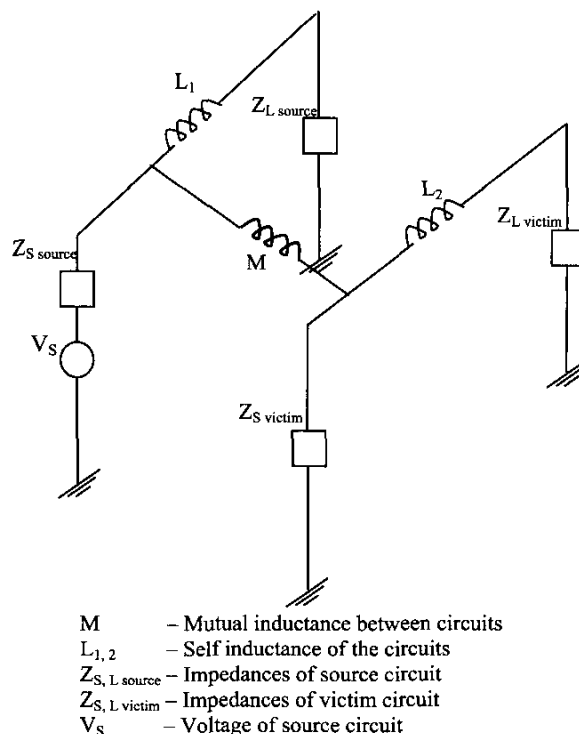 L1
ZL source
L2
ZL victim
ZS source
M
VS
ZS victim
M – Mutual inductance between circuits
L1, 2 – Self inductance of the circuits
ZS, L source – Impedances of source circuit
ZS, L victim – Impedances of victim circuit
VS – Voltage of source circuit